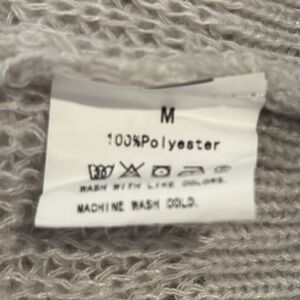 M
100%Polyester
WASH WITH LIKE COLORS.
MACHINE WASH COLD.